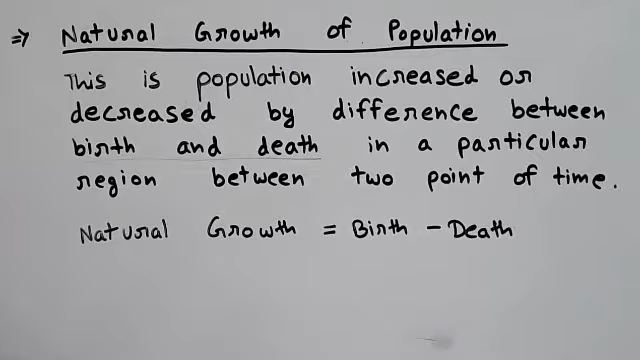 ⇒ Natural Growth of Population
This is population increased or
decreased by difference between
birth and death in a particular
region between two point of time.
Natural Growth = Birth - Death